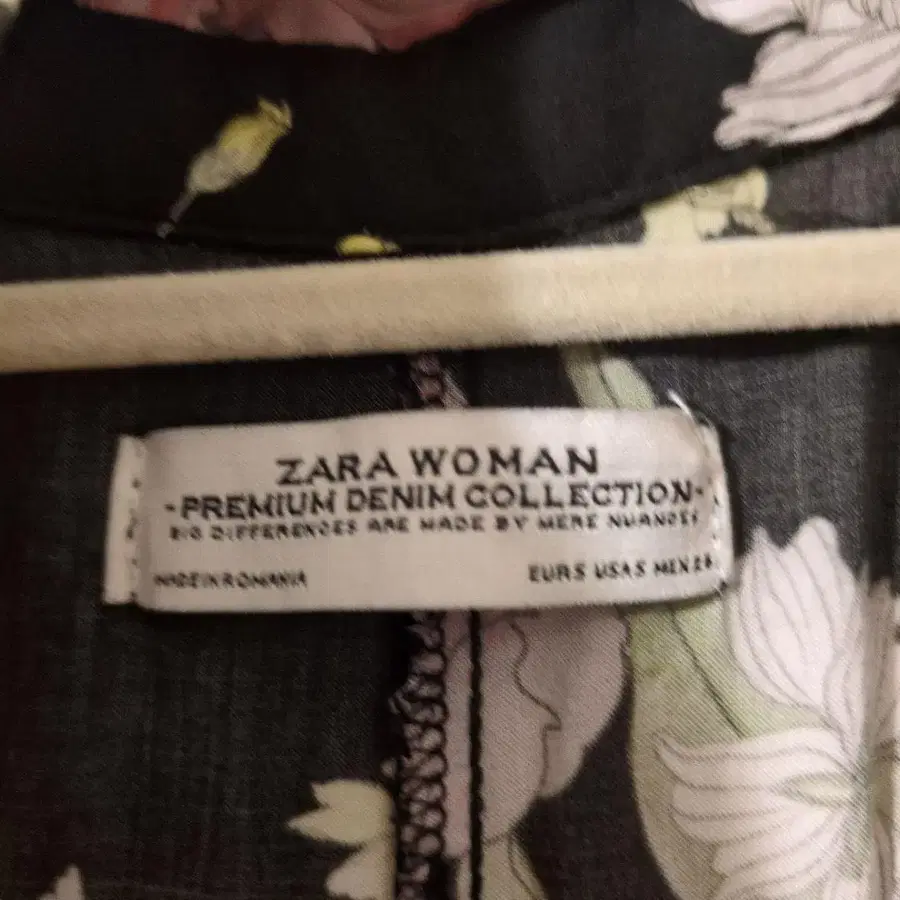 ZARA WOMAN
-PREMIUM DENIM COLLECTION-
BIG DIFFERENCES ARE MADE BY MERE NUANCES
MADE IN ROMANIA
EUR S USA S MEX 26